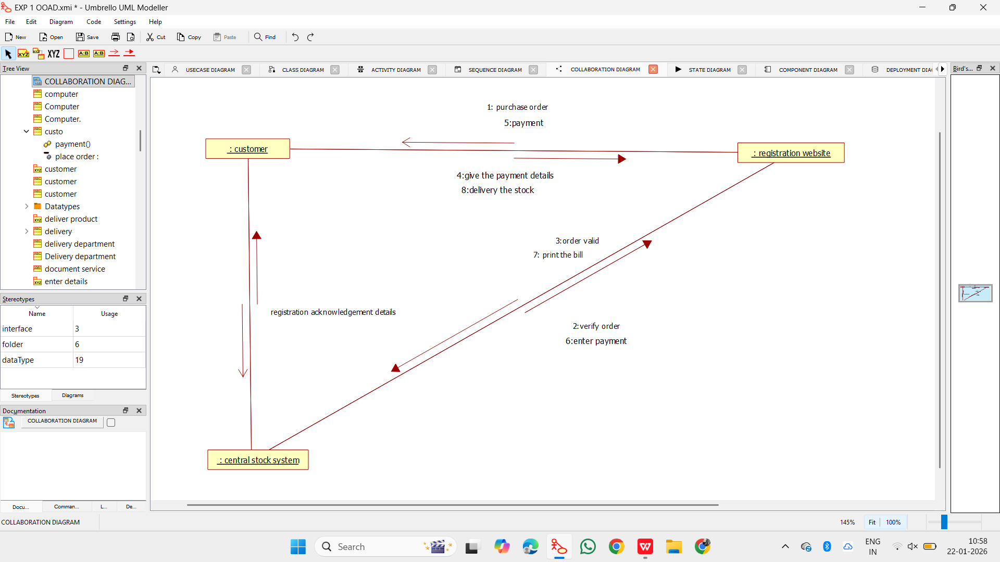 EXP 1 OOAD.xmi * - Umbrello UML Modeller
File Edit Diagram Code Settings Help
New Open Save Cut Copy Paste Find
XYZ XYZ XYZ A:B A:B
Tree View
USECASE DIAGRAM CLASS DIAGRAM ACTIVITY DIAGRAM SEQUENCE DIAGRAM COLLABORATION DIAGRAM STATE DIAGRAM COMPONENT DIAGRAM DEPLOYMENT DIAG
Bird's...
COLLABORATION DIAG...
computer
Computer
Computer.
custo
payment()
place order :
customer
customer
customer
Datatypes
deliver product
delivery
delivery department
Delivery department
document service
enter details
1: purchase order
5:payment
: customer
: registration website
4:give the payment details
8:delivery the stock
3:order valid
7: print the bill
registration acknowledgement details
2:verify order
6:enter payment
: central stock system
Stereotypes
Name Usage
interface 3
folder 6
dataType 19
Stereotypes Diagrams
Documentation
COLLABORATION DIAGRAM
Docu... Comman... L... De...
COLLABORATION DIAGRAM
145% Fit 100%
Search
ENG
IN
10:58
22-01-2026